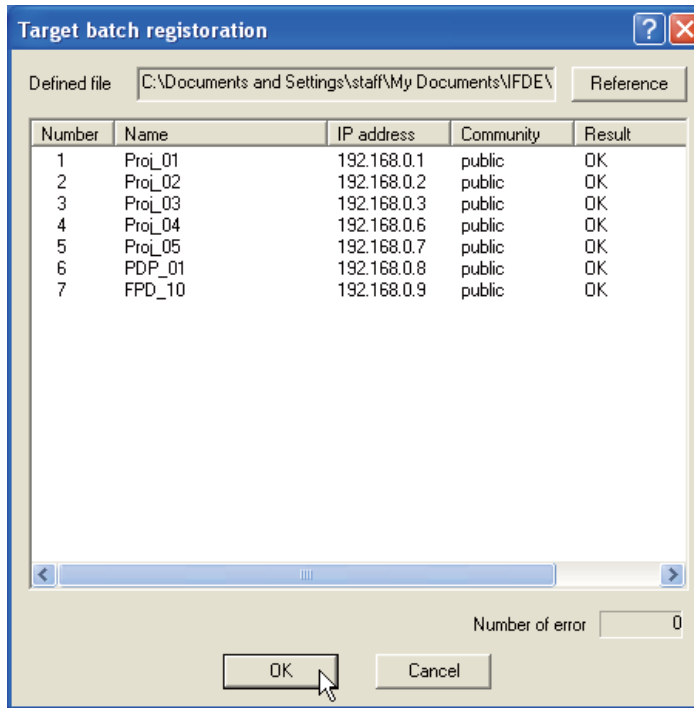 Target batch registoration
Defined file C:\Documents and Settings\staff\My Documents\IFDE\ Reference
Number Name IP address Community Result
1 Proj_01 192.168.0.1 public OK
2 Proj_02 192.168.0.2 public OK
3 Proj_03 192.168.0.3 public OK
4 Proj_04 192.168.0.6 public OK
5 Proj_05 192.168.0.7 public OK
6 PDP_01 192.168.0.8 public OK
7 FPD_10 192.168.0.9 public OK
Number of error 0
OK Cancel